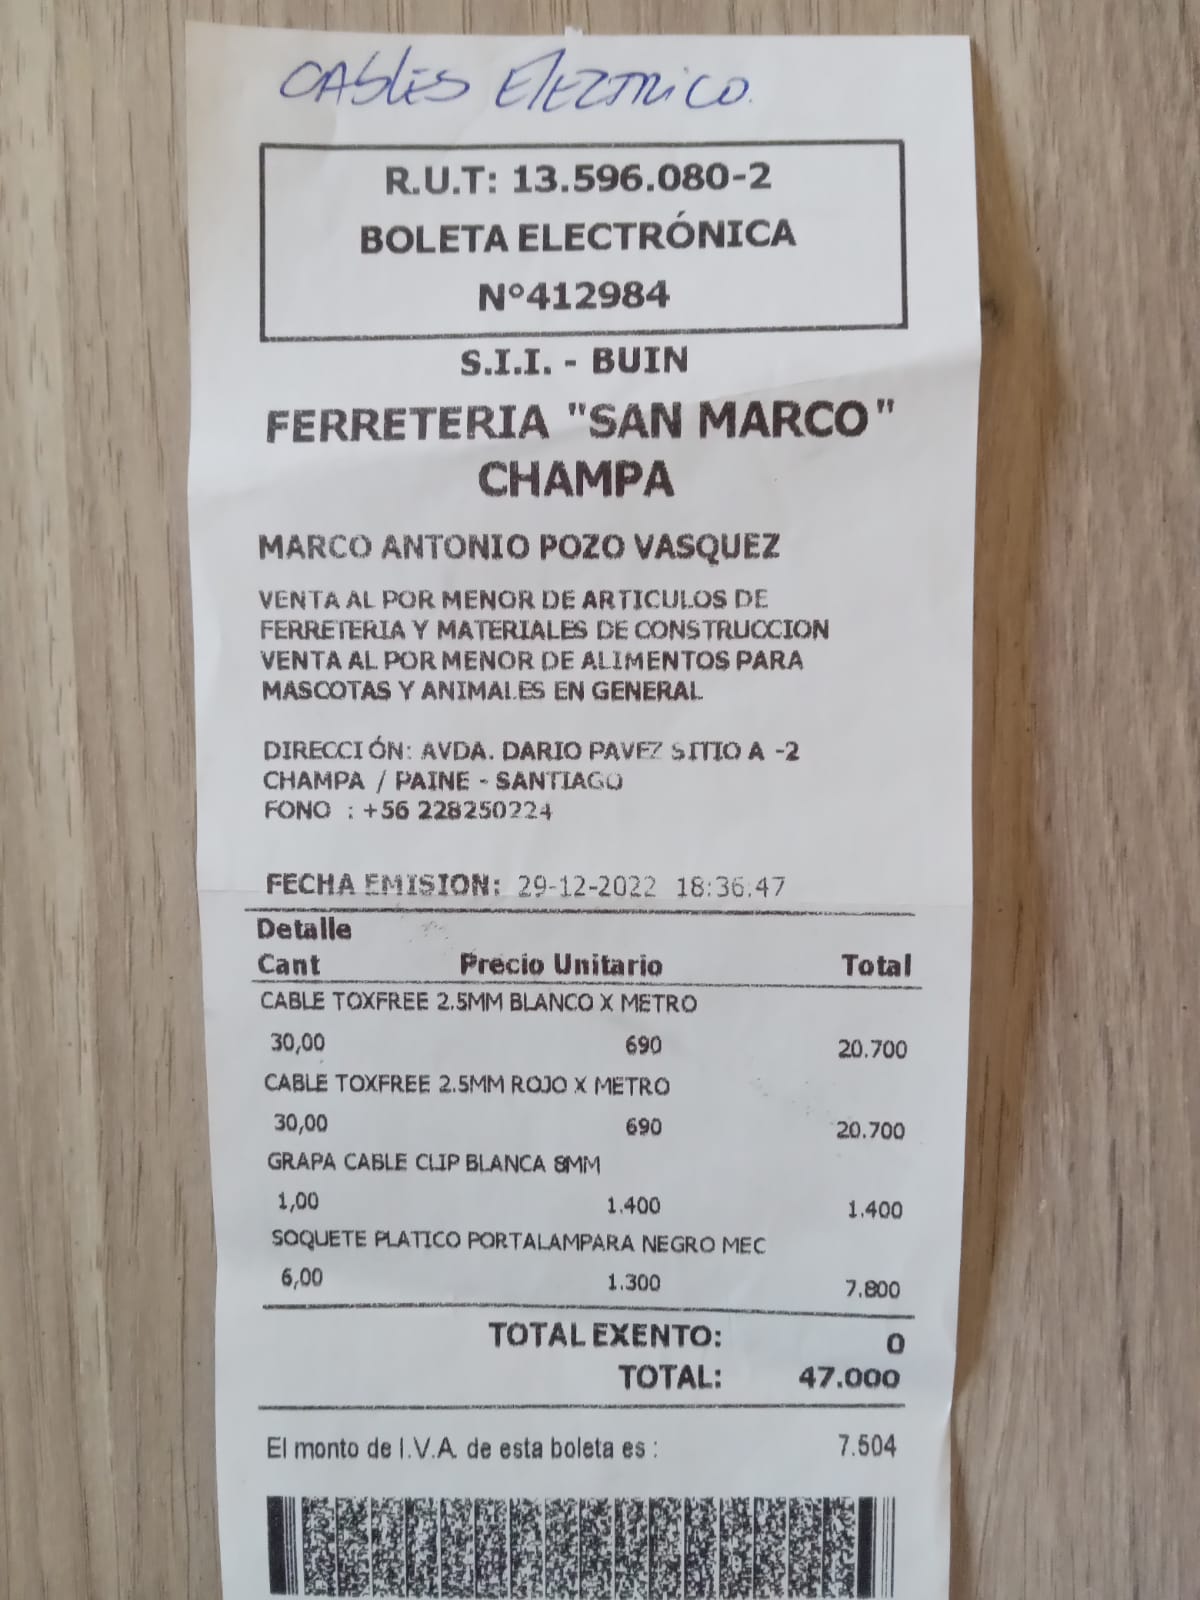 CABLES ELEZTRICO.
R.U.T: 13.596.080-2
BOLETA ELECTRÓNICA
N°412984
S.I.I. - BUIN
FERRETERIA "SAN MARCO"
CHAMPA
MARCO ANTONIO POZO VASQUEZ
VENTA AL POR MENOR DE ARTICULOS DE
FERRETERIA Y MATERIALES DE CONSTRUCCION
VENTA AL POR MENOR DE ALIMENTOS PARA
MASCOTAS Y ANIMALES EN GENERAL
DIRECCIÓN: AVDA. DARIO PAVEZ SITIO A -2
CHAMPA / PAINE - SANTIAGO
FONO : +56 228250224
FECHA EMISION: 29-12-2022 18:36:47
Detalle
Cant Precio Unitario Total
CABLE TOXFREE 2.5MM BLANCO X METRO
30,00 690 20.700
CABLE TOXFREE 2.5MM ROJO X METRO
30,00 690 20.700
GRAPA CABLE CLIP BLANCA 8MM
1,00 1.400 1.400
SOQUETE PLATICO PORTALAMPARA NEGRO MEC
6,00 1.300 7.800
TOTAL EXENTO: 0
TOTAL: 47.000
El monto de I.V.A. de esta boleta es : 7.504